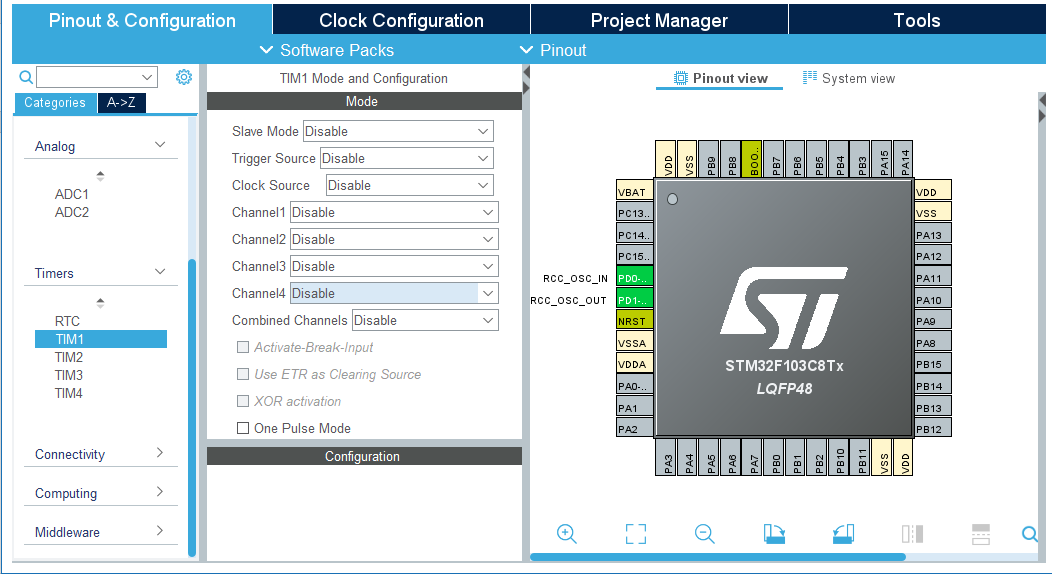 Pinout & Configuration
Clock Configuration
Project Manager
Tools
Software Packs
Pinout
Categories
A->Z
Analog
ADC1
ADC2
Timers
RTC
TIM1
TIM2
TIM3
TIM4
Connectivity
Computing
Middleware
TIM1 Mode and Configuration
Mode
Slave Mode Disable
Trigger Source Disable
Clock Source Disable
Channel1 Disable
Channel2 Disable
Channel3 Disable
Channel4 Disable
Combined Channels Disable
Activate-Break-Input
Use ETR as Clearing Source
XOR activation
One Pulse Mode
Configuration
Pinout view
System view
VDD
VSS
PB9
PB8
BOO..
PB7
PB6
PB5
PB4
PB3
PA15
PA14
VBAT
PC13..
PC14..
PC15..
RCC_OSC_IN PD0-..
RCC_OSC_OUT PD1-..
NRST
VSSA
VDDA
PA0-..
PA1
PA2
ST
STM32F103C8Tx
LQFP48
VDD
VSS
PA13
PA12
PA11
PA10
PA9
PA8
PB15
PB14
PB13
PB12
PA3
PA4
PA5
PA6
PA7
PB0
PB1
PB2
PB10
PB11
VSS
VDD